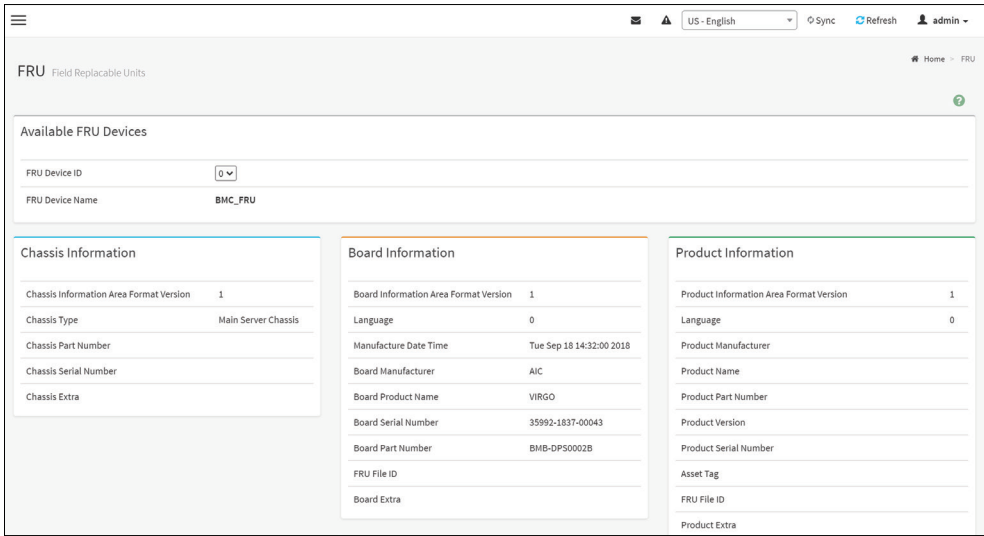 US - English Sync Refresh admin
FRU Field Replacable Units
Home > FRU
Available FRU Devices
FRU Device ID 0
FRU Device Name BMC_FRU
Chassis Information
Chassis Information Area Format Version 1
Chassis Type Main Server Chassis
Chassis Part Number
Chassis Serial Number
Chassis Extra
Board Information
Board Information Area Format Version 1
Language 0
Manufacture Date Time Tue Sep 18 14:32:00 2018
Board Manufacturer AIC
Board Product Name VIRGO
Board Serial Number 35992-1837-00043
Board Part Number BMB-DPS0002B
FRU File ID
Board Extra
Product Information
Product Information Area Format Version 1
Language 0
Product Manufacturer
Product Name
Product Part Number
Product Version
Product Serial Number
Asset Tag
FRU File ID
Product Extra